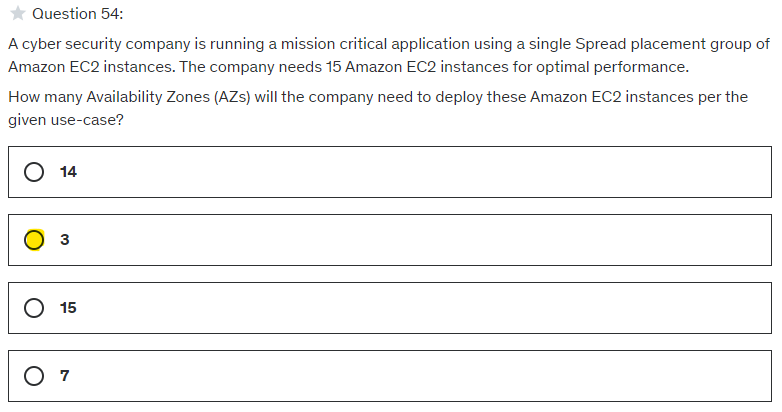 Question 54:
A cyber security company is running a mission critical application using a single Spread placement group of
Amazon EC2 instances. The company needs 15 Amazon EC2 instances for optimal performance.
How many Availability Zones (AZs) will the company need to deploy these Amazon EC2 instances per the
given use-case?
14
3
15
7